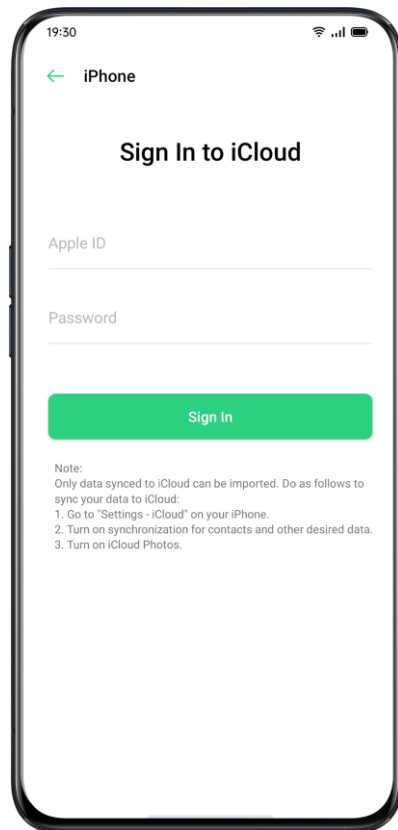 19:30
iPhone
Sign In to iCloud
Apple ID
Password
Sign In
Note:
Only data synced to iCloud can be imported. Do as follows to
sync your data to iCloud:
1. Go to "Settings - iCloud" on your iPhone.
2. Turn on synchronization for contacts and other desired data.
3. Turn on iCloud Photos.